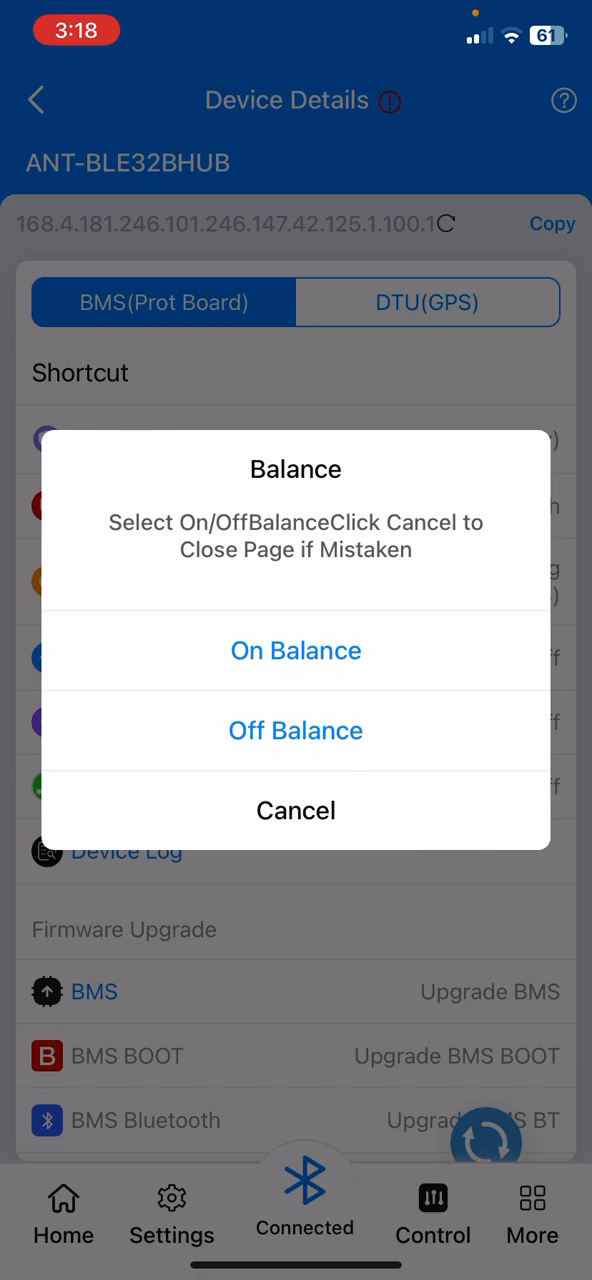 3:18
61
Device Details
ANT-BLE32BHUB
168.4.181.246.101.246.147.42.125.1.100.1
Copy
BMS(Prot Board)
DTU(GPS)
Shortcut
Balance
Select On/OffBalanceClick Cancel to
Close Page if Mistaken
On Balance
Off Balance
Cancel
Device Log
Firmware Upgrade
BMS
Upgrade BMS
B
BMS BOOT
Upgrade BMS BOOT
BMS Bluetooth
BT
Home
Settings
Connected
Control
More